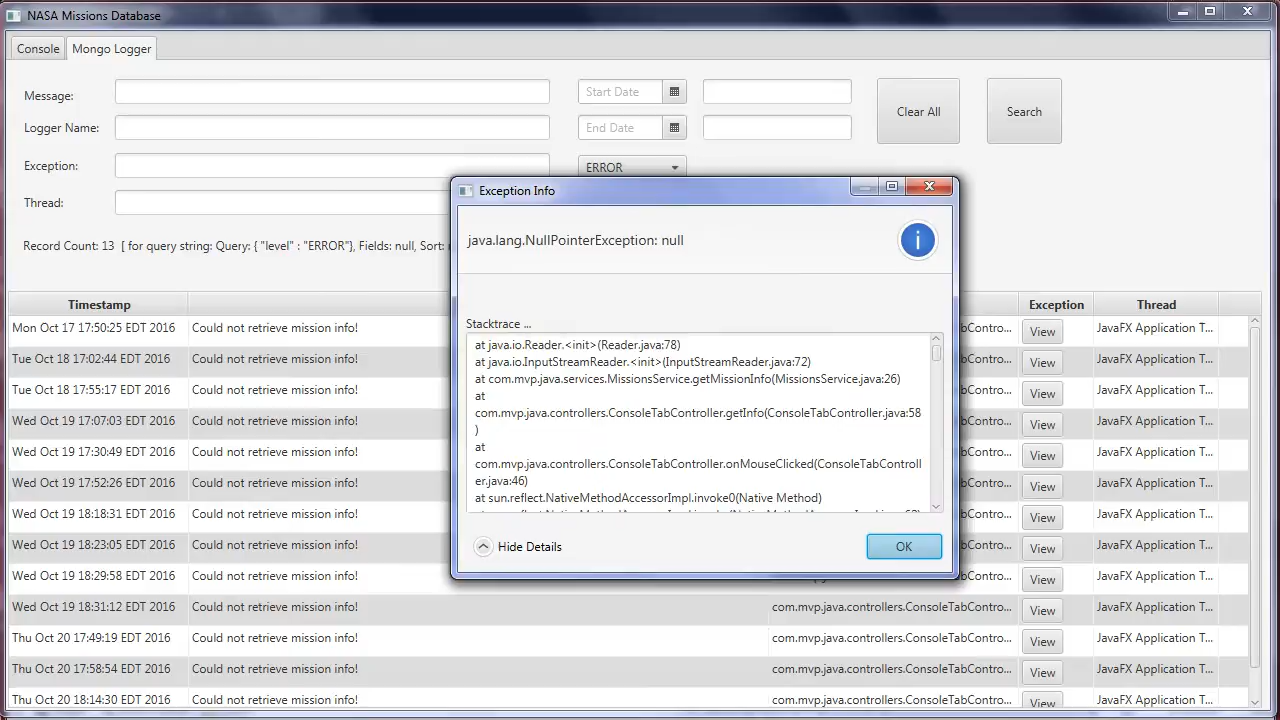 NASA Missions Database
Console
Mongo Logger
Message:
Start Date
Clear All
Search
Logger Name:
End Date
Exception:
ERROR
Thread:
Record Count: 13 [ for query string: Query: { "level" : "ERROR"}, Fields: null, Sort:
Exception Info
java.lang.NullPointerException: null
Stacktrace ...
at java.io.Reader.<init>(Reader.java:78)
at java.io.InputStreamReader.<init>(InputStreamReader.java:72)
at com.mvp.java.services.MissionsService.getMissionInfo(MissionsService.java:26)
at
com.mvp.java.controllers.ConsoleTabController.getInfo(ConsoleTabController.java:58
)
at
com.mvp.java.controllers.ConsoleTabController.onMouseClicked(ConsoleTabControll
er.java:46)
at sun.reflect.NativeMethodAccessorImpl.invoke0(Native Method)
Hide Details
OK
Timestamp Exception Thread
Mon Oct 17 17:50:25 EDT 2016 Could not retrieve mission info! abContro... View JavaFX Application T...
Tue Oct 18 17:02:44 EDT 2016 Could not retrieve mission info! abContro... View JavaFX Application T...
Tue Oct 18 17:55:17 EDT 2016 Could not retrieve mission info! abContro... View JavaFX Application T...
Wed Oct 19 17:07:03 EDT 2016 Could not retrieve mission info! abContro... View JavaFX Application T...
Wed Oct 19 17:30:49 EDT 2016 Could not retrieve mission info! abContro... View JavaFX Application T...
Wed Oct 19 17:52:26 EDT 2016 Could not retrieve mission info! abContro... View JavaFX Application T...
Wed Oct 19 18:18:31 EDT 2016 Could not retrieve mission info! abContro... View JavaFX Application T...
Wed Oct 19 18:23:05 EDT 2016 Could not retrieve mission info! abContro... View JavaFX Application T...
Wed Oct 19 18:29:58 EDT 2016 Could not retrieve mission info! com.mvp.java.controllers.ConsoleTabContro... View JavaFX Application T...
Wed Oct 19 18:31:12 EDT 2016 Could not retrieve mission info! com.mvp.java.controllers.ConsoleTabContro... View JavaFX Application T...
Thu Oct 20 17:49:19 EDT 2016 Could not retrieve mission info! com.mvp.java.controllers.ConsoleTabContro... View JavaFX Application T...
Thu Oct 20 17:58:54 EDT 2016 Could not retrieve mission info! com.mvp.java.controllers.ConsoleTabContro... View JavaFX Application T...
Thu Oct 20 18:14:30 EDT 2016 Could not retrieve mission info! com.mvp.java.controllers.ConsoleTabContro... View JavaFX Application T...